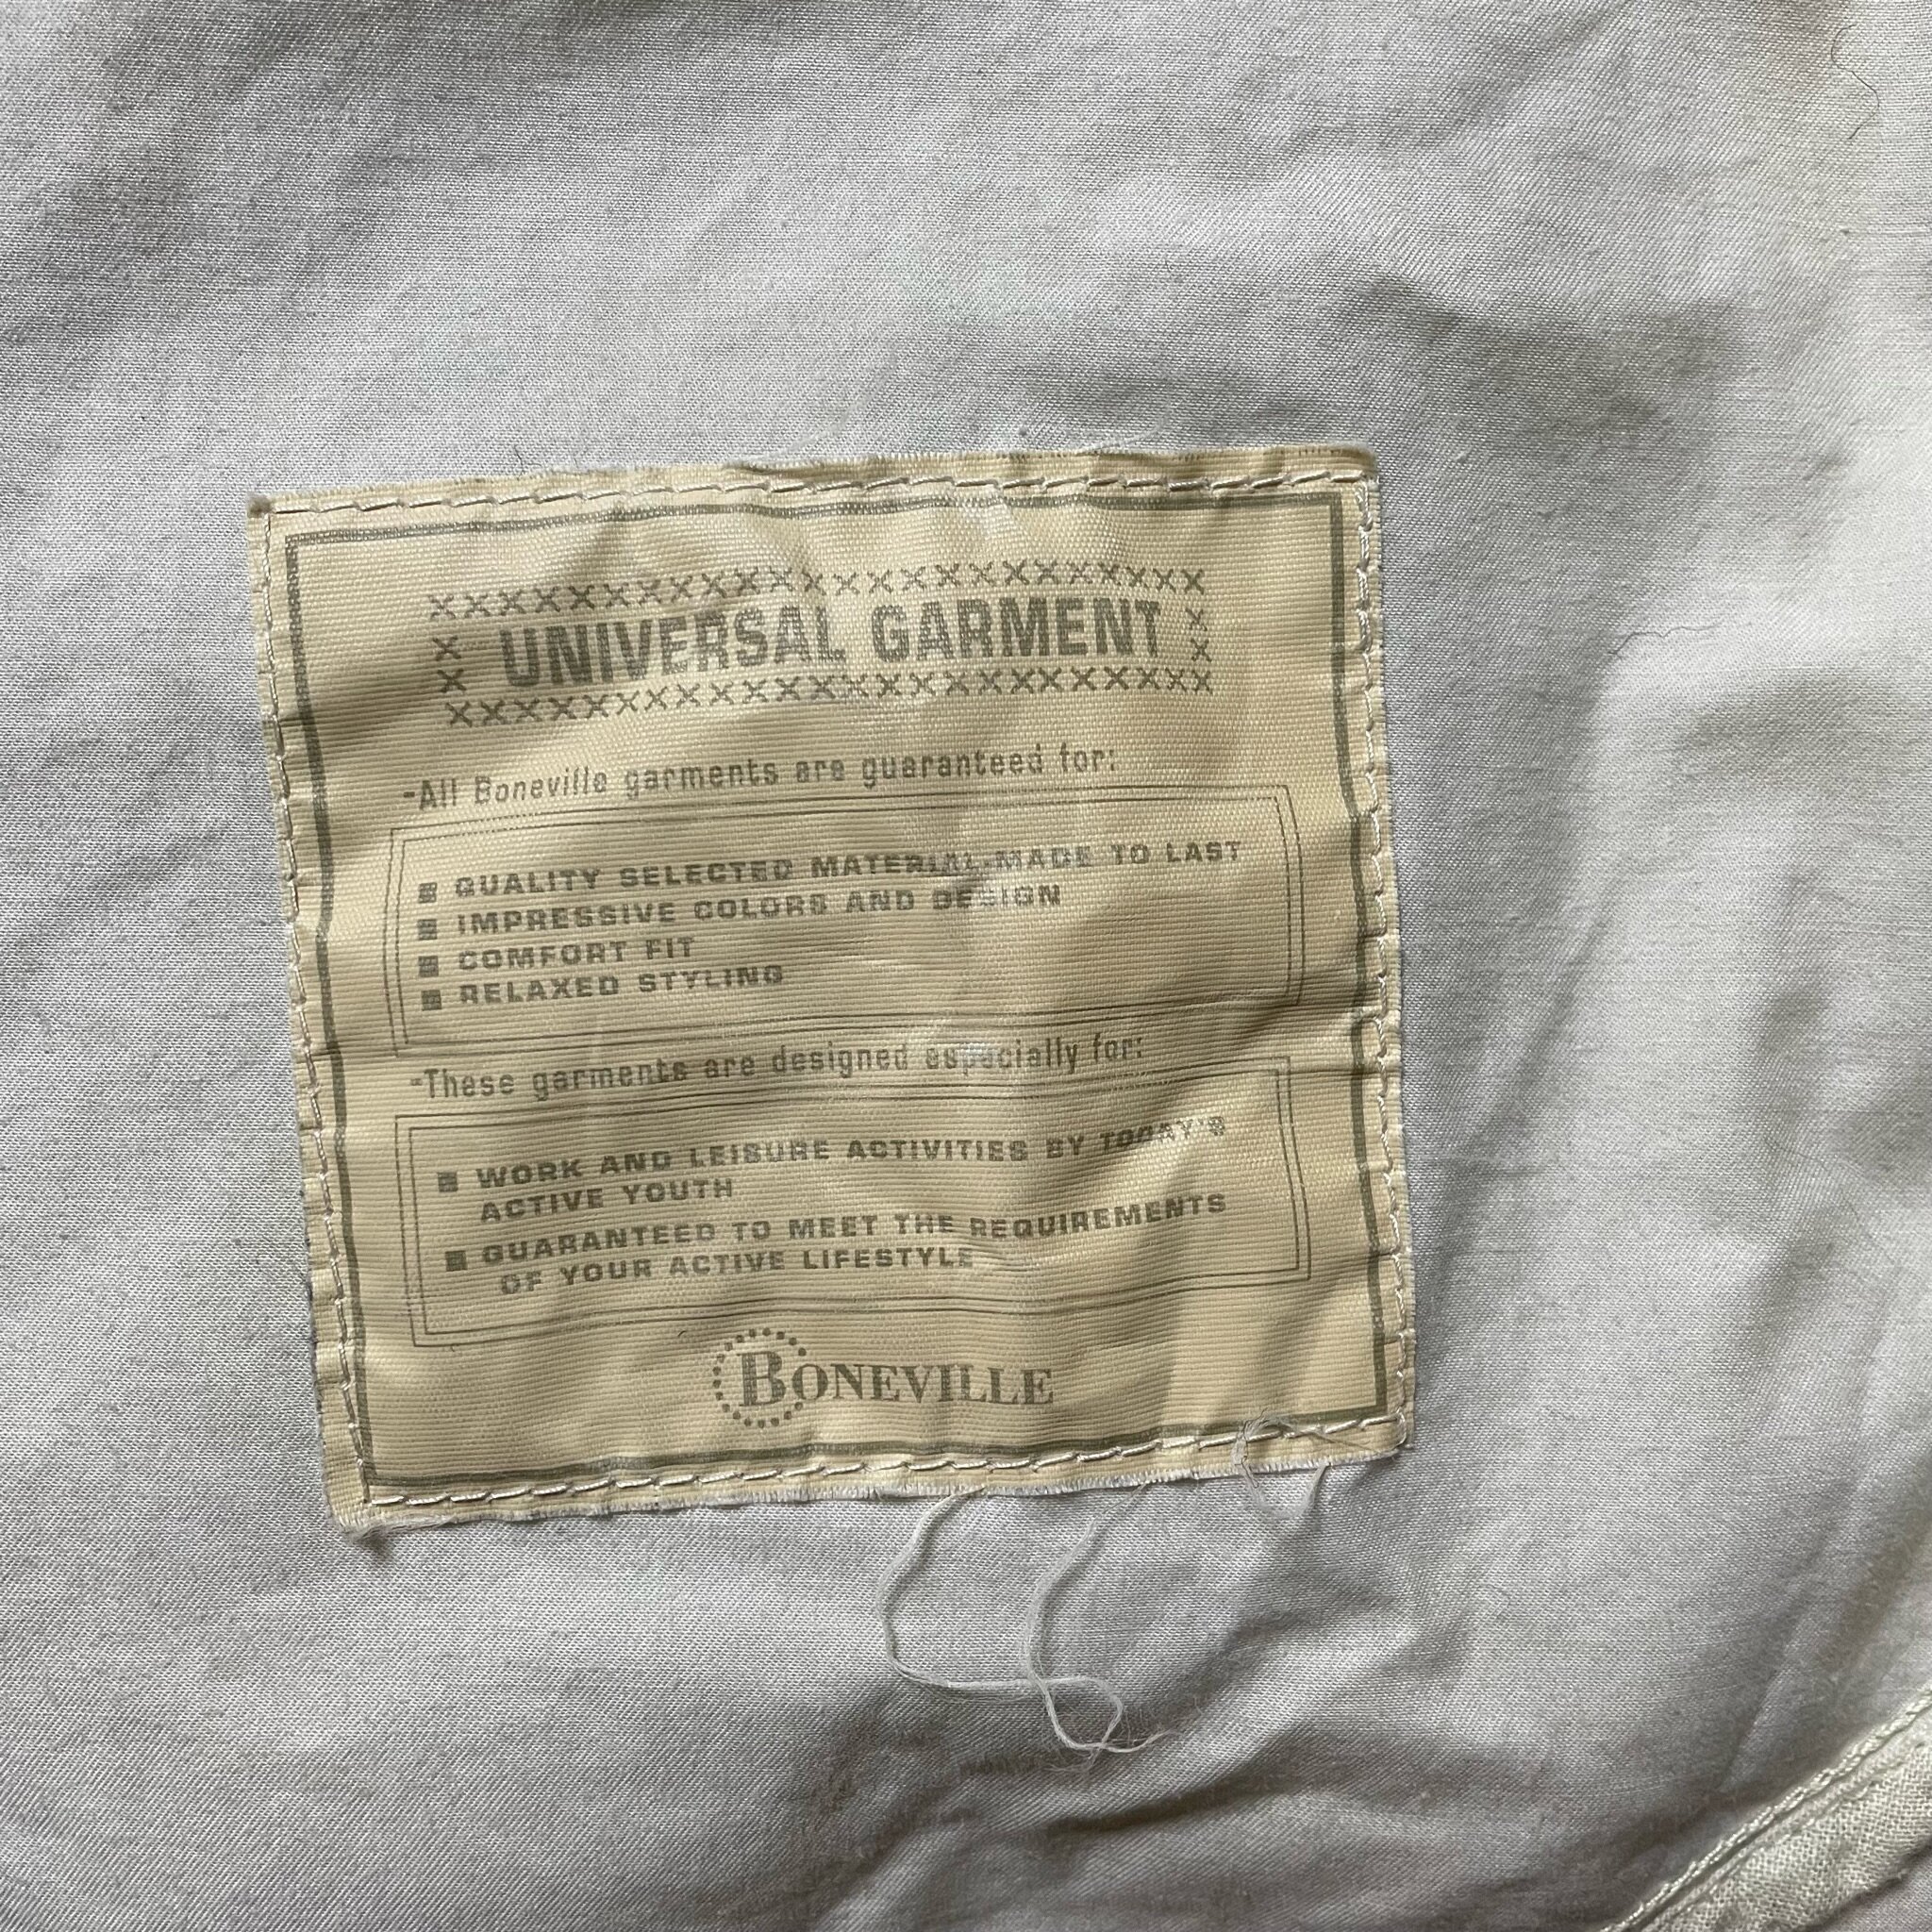 UNIVERSAL GARMENT
-All Boneville garments are guaranteed for:
■ QUALITY SELECTED MATERIAL-MADE TO LAST
■ IMPRESSIVE COLORS AND DESIGN
■ COMFORT FIT
■ RELAXED STYLING
-These garments are designed especially for:
■ WORK AND LEISURE ACTIVITIES BY TODAY'S
ACTIVE YOUTH
■ GUARANTEED TO MEET THE REQUIREMENTS
OF YOUR ACTIVE LIFESTYLE
BONEVILLE